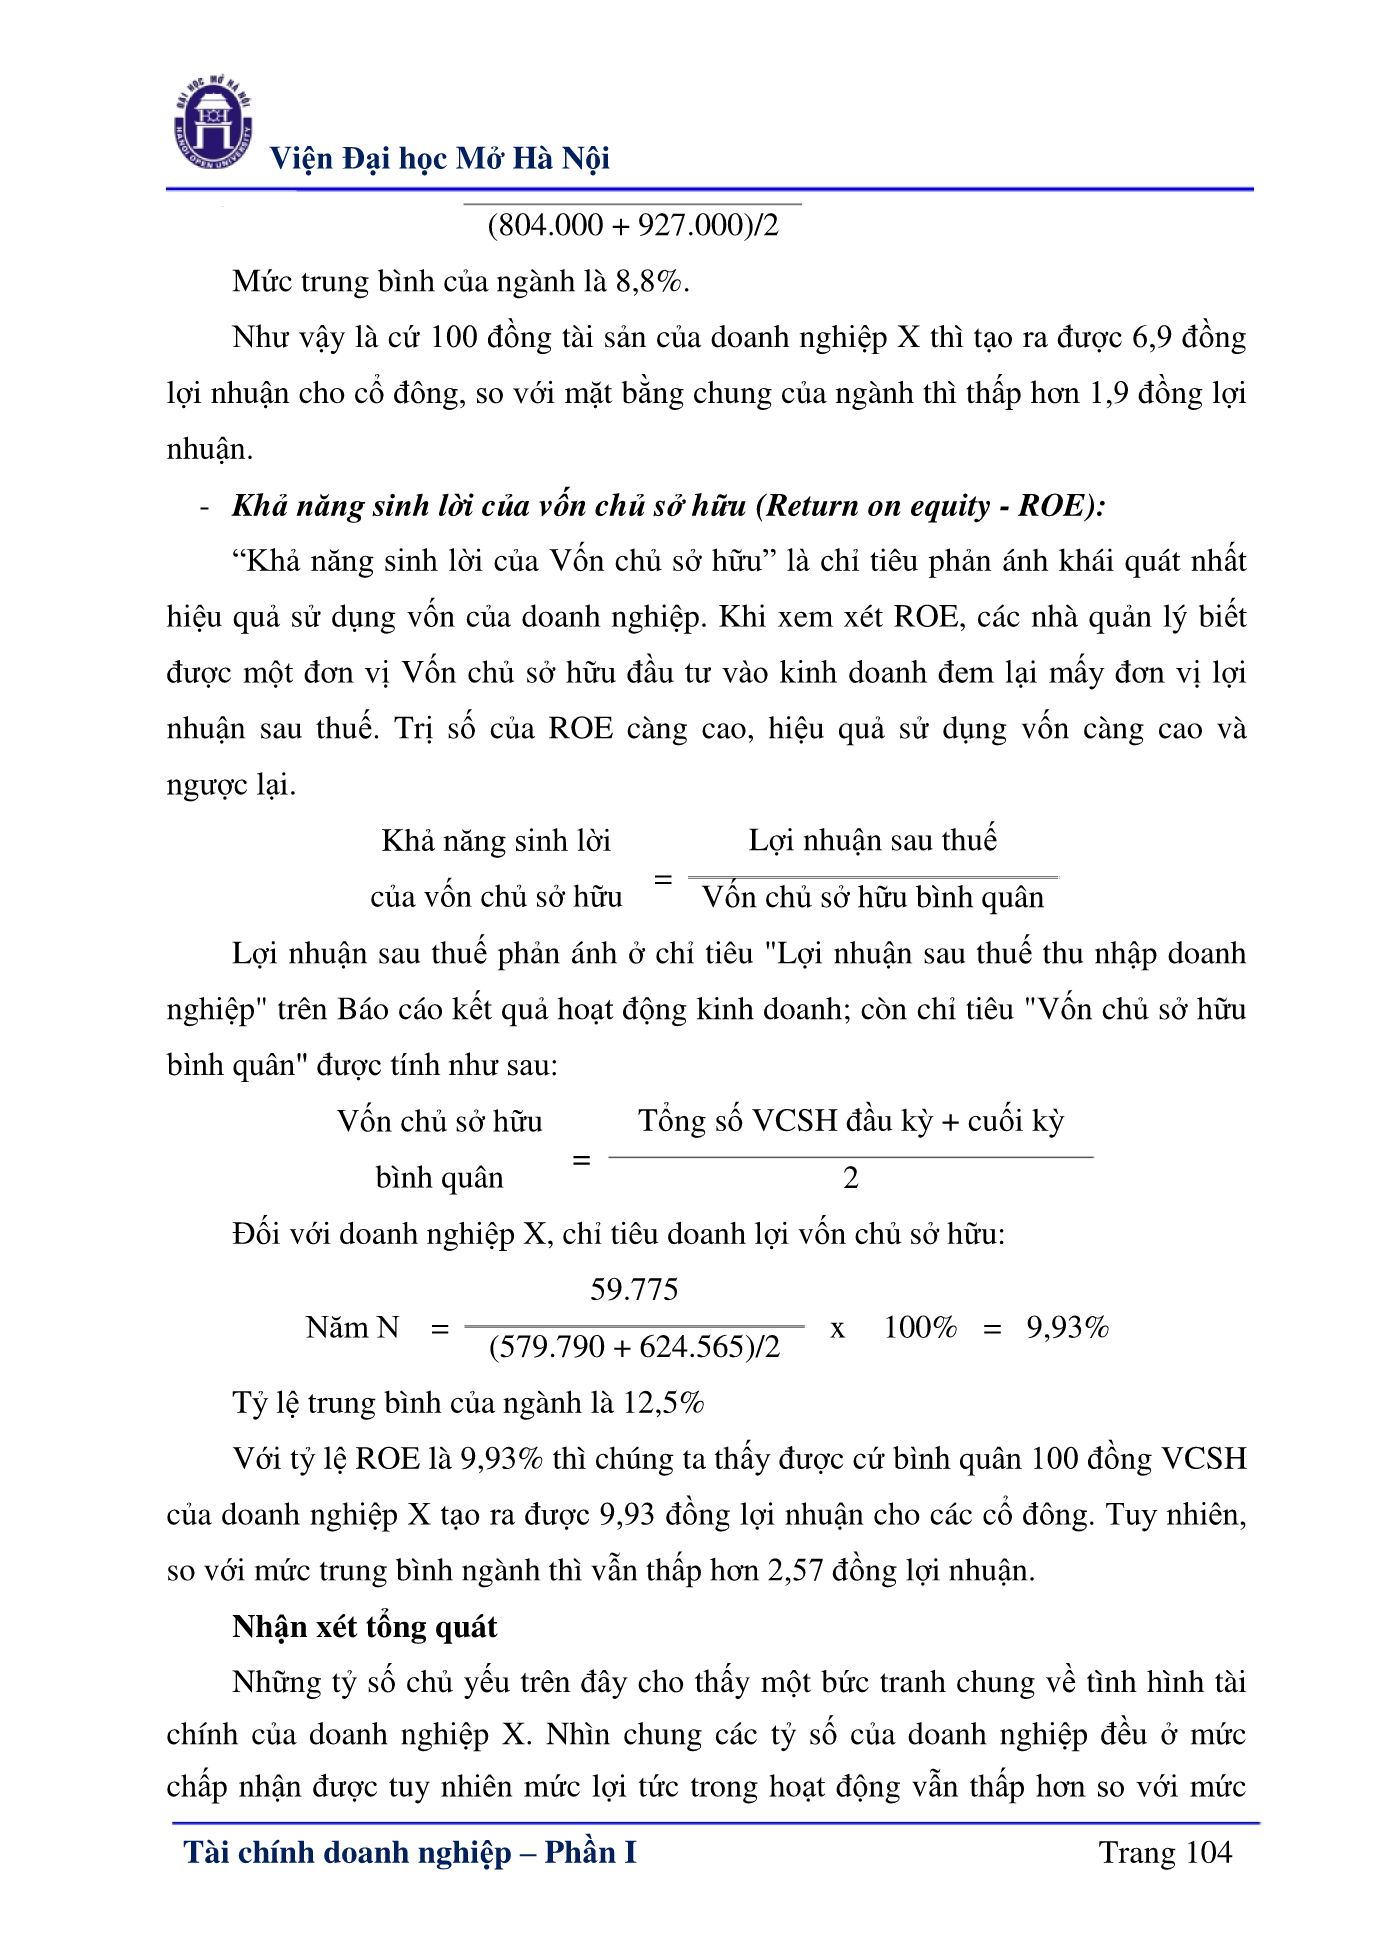 ĐẠI HỌC MỞ HÀ NỘI
HANOI OPEN UNIVERSITY
Viện Đại học Mở Hà Nội
(804.000 + 927.000)/2
Mức trung bình của ngành là 8,8%.
Như vậy là cứ 100 đồng tài sản của doanh nghiệp X thì tạo ra được 6,9 đồng
lợi nhuận cho cổ đông, so với mặt bằng chung của ngành thì thấp hơn 1,9 đồng lợi
nhuận.
- Khả năng sinh lời của vốn chủ sở hữu (Return on equity - ROE):
“Khả năng sinh lời của Vốn chủ sở hữu” là chỉ tiêu phản ánh khái quát nhất
hiệu quả sử dụng vốn của doanh nghiệp. Khi xem xét ROE, các nhà quản lý biết
được một đơn vị Vốn chủ sở hữu đầu tư vào kinh doanh đem lại mấy đơn vị lợi
nhuận sau thuế. Trị số của ROE càng cao, hiệu quả sử dụng vốn càng cao và
ngược lại.
Khả năng sinh lời Lợi nhuận sau thuế
=
của vốn chủ sở hữu Vốn chủ sở hữu bình quân
Lợi nhuận sau thuế phản ánh ở chỉ tiêu "Lợi nhuận sau thuế thu nhập doanh
nghiệp" trên Báo cáo kết quả hoạt động kinh doanh; còn chỉ tiêu "Vốn chủ sở hữu
bình quân" được tính như sau:
Vốn chủ sở hữu Tổng số VCSH đầu kỳ + cuối kỳ
=
bình quân 2
Đối với doanh nghiệp X, chỉ tiêu doanh lợi vốn chủ sở hữu:
59.775
Năm N = x 100% = 9,93%
(579.790 + 624.565)/2
Tỷ lệ trung bình của ngành là 12,5%
Với tỷ lệ ROE là 9,93% thì chúng ta thấy được cứ bình quân 100 đồng VCSH
của doanh nghiệp X tạo ra được 9,93 đồng lợi nhuận cho các cổ đông. Tuy nhiên,
so với mức trung bình ngành thì vẫn thấp hơn 2,57 đồng lợi nhuận.
Nhận xét tổng quát
Những tỷ số chủ yếu trên đây cho thấy một bức tranh chung về tình hình tài
chính của doanh nghiệp X. Nhìn chung các tỷ số của doanh nghiệp đều ở mức
chấp nhận được tuy nhiên mức lợi tức trong hoạt động vẫn thấp hơn so với mức
Tài chính doanh nghiệp – Phần I Trang 104